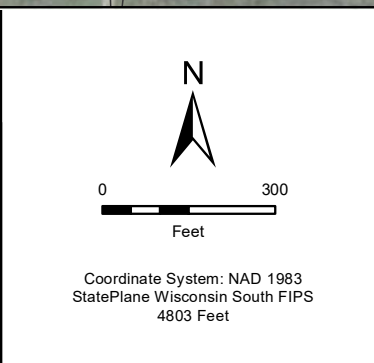 N
0 300
Feet
Coordinate System: NAD 1983
StatePlane Wisconsin South FIPS
4803 Feet